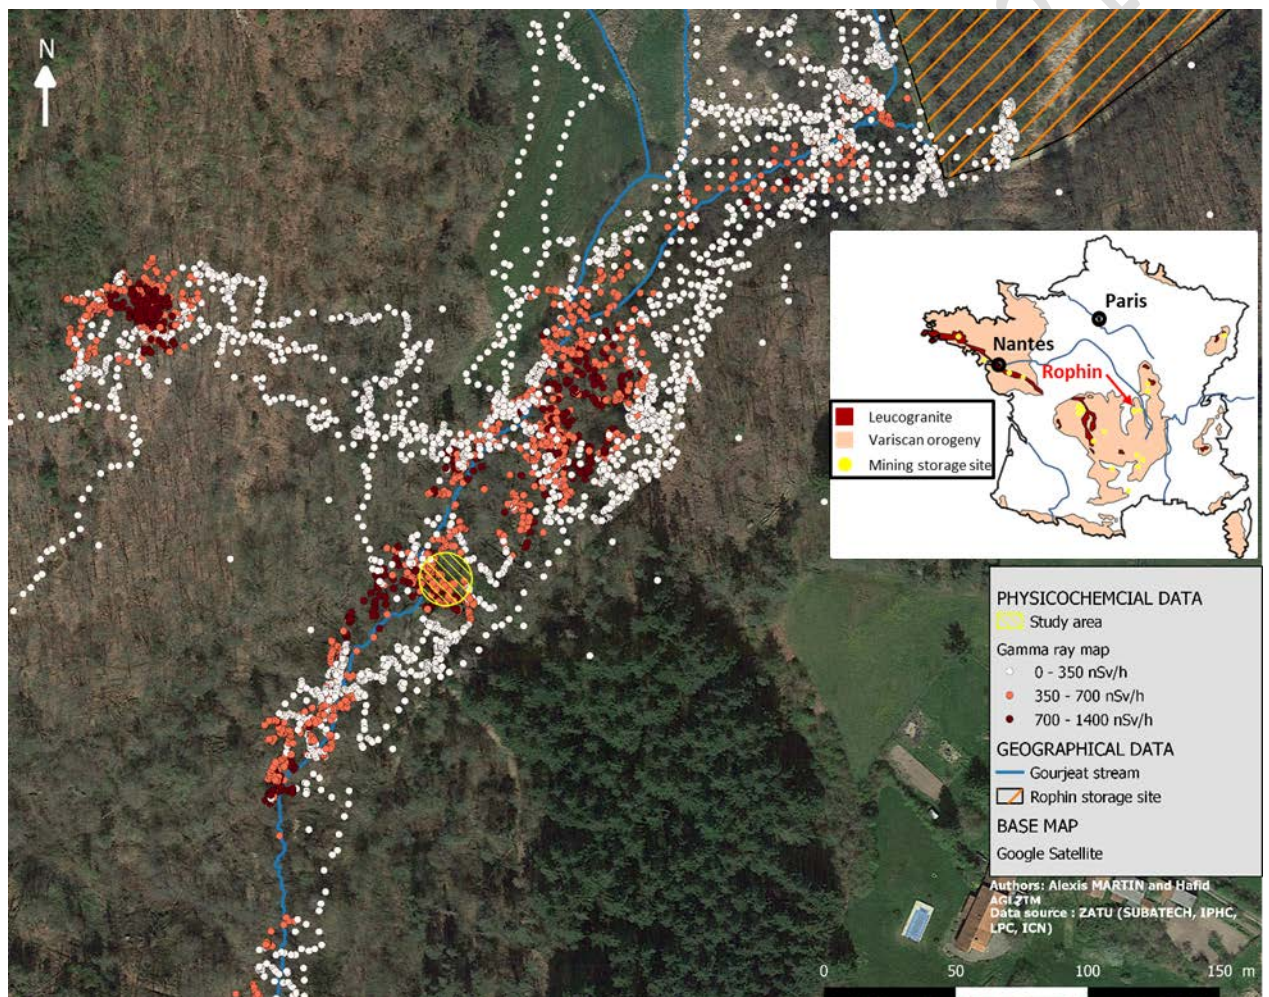 N
Paris
Nantes
Rophin
Leucogranite
Variscan orogeny
Mining storage site
PHYSICOCHEMCIAL DATA
Study area
Gamma ray map
0 - 350 nSv/h
350 - 700 nSv/h
700 - 1400 nSv/h
GEOGRAPHICAL DATA
Gourjeat stream
Rophin storage site
BASE MAP
Google Satellite
Authors: Alexis MARTIN and Hafid
Data source : ZATU (SUBATECH, IPHC,
LPC, ICN)
0 50 100 150 m